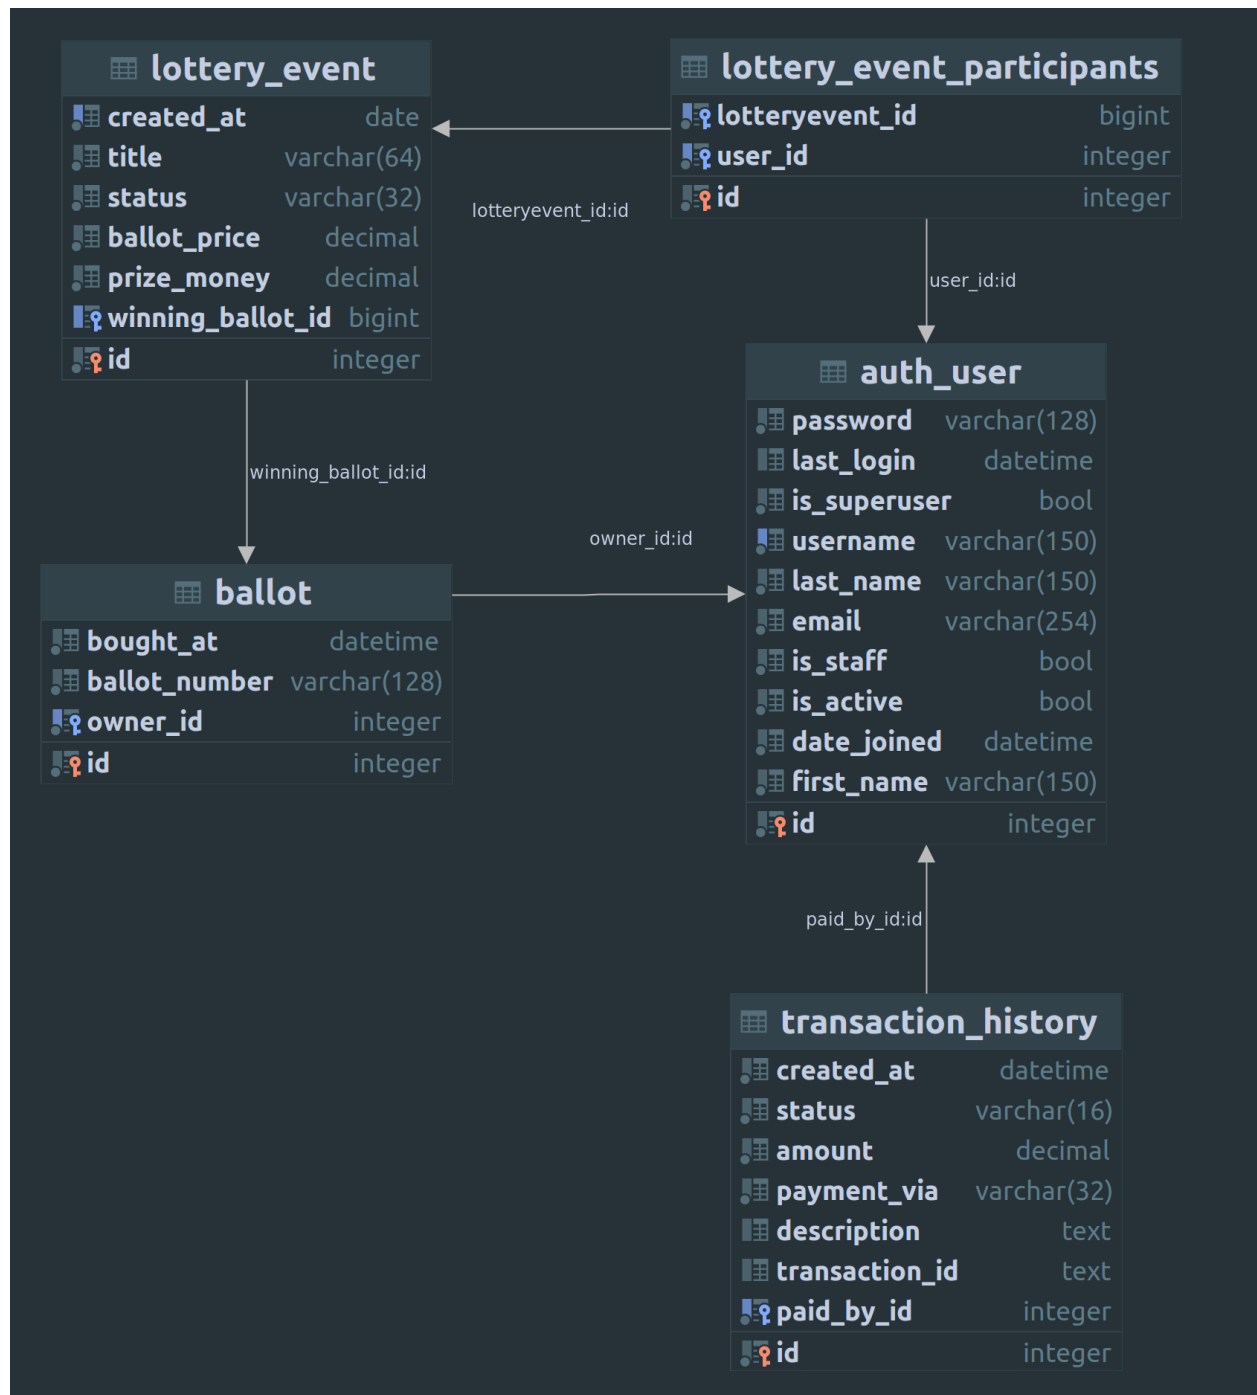 lottery_event
created_at date
title varchar(64)
status varchar(32)
ballot_price decimal
prize_money decimal
winning_ballot_id bigint
id integer
lottery_event_participants
lotteryevent_id bigint
user_id integer
id integer
lotteryevent_id:id
user_id:id
winning_ballot_id:id
auth_user
password varchar(128)
last_login datetime
is_superuser bool
username varchar(150)
last_name varchar(150)
email varchar(254)
is_staff bool
is_active bool
date_joined datetime
first_name varchar(150)
id integer
owner_id:id
ballot
bought_at datetime
ballot_number varchar(128)
owner_id integer
id integer
paid_by_id:id
transaction_history
created_at datetime
status varchar(16)
amount decimal
payment_via varchar(32)
description text
transaction_id text
paid_by_id integer
id integer